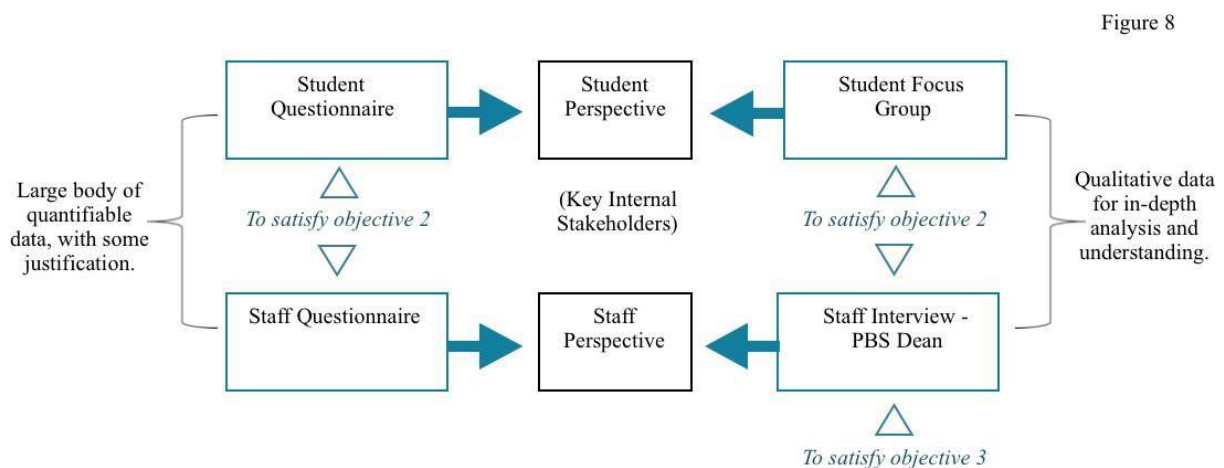 Figure 8
Student
Questionnaire
Student
Perspective
Student Focus
Group
Large body of
quantifiable
data, with some
justification.
To satisfy objective 2
(Key Internal
Stakeholders)
To satisfy objective 2
Qualitative data
for in-depth
analysis and
understanding.
Staff Questionnaire
Staff
Perspective
Staff Interview -
PBS Dean
To satisfy objective 3